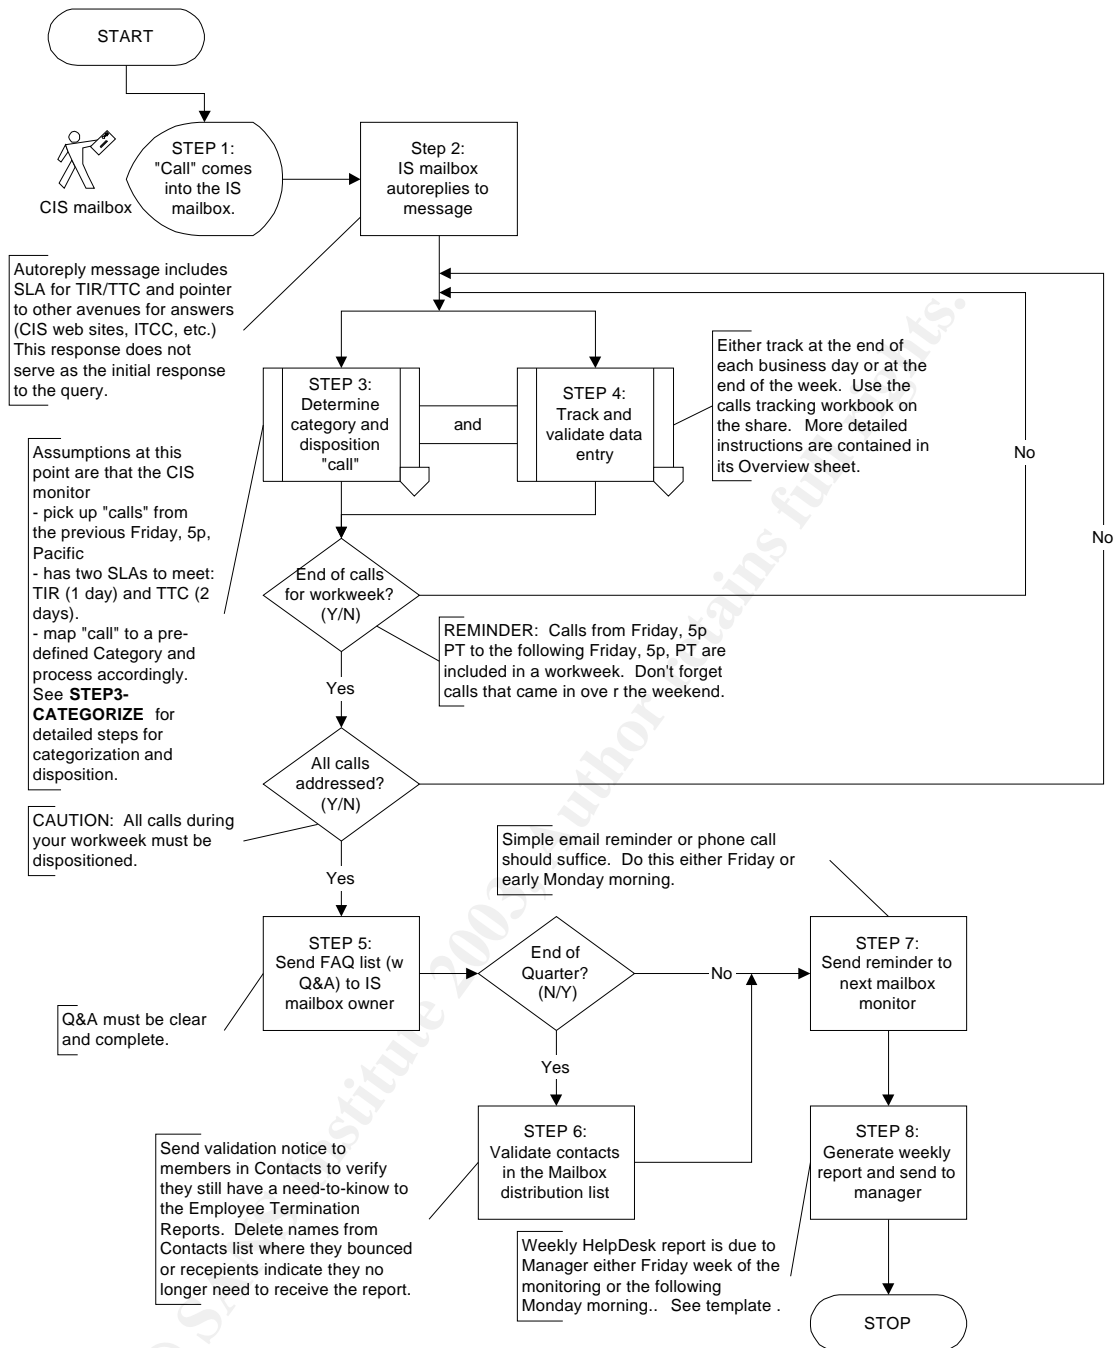 START
STEP 1:
"Call" comes
into the IS
mailbox.
CIS mailbox
Step 2:
IS mailbox
autoreplies to
message
Autoreply message includes
SLA for TIR/TTC and pointer
to other avenues for answers
(CIS web sites, ITCC, etc.)
This response does not
serve as the initial response
to the query.
STEP 3:
Determine
category and
disposition
"call"
and
STEP 4:
Track and
validate data
entry
Either track at the end of
each business day or at the
end of the week. Use the
calls tracking workbook on
the share. More detailed
instructions are contained in
its Overview sheet.
No
No
Assumptions at this
point are that the CIS
monitor
- pick up "calls" from
the previous Friday, 5p,
Pacific
- has two SLAs to meet:
TIR (1 day) and TTC (2
days).
- map "call" to a pre-
defined Category and
process accordingly.
See STEP3-
CATEGORIZE for
detailed steps for
categorization and
disposition.
End of calls
for workweek?
(Y/N)
REMINDER: Calls from Friday, 5p
PT to the following Friday, 5p, PT are
included in a workweek. Don't forget
calls that came in ove r the weekend.
Yes
All calls
addressed?
(Y/N)
CAUTION: All calls during
your workweek must be
dispositioned.
Yes
Simple email reminder or phone call
should suffice. Do this either Friday or
early Monday morning.
STEP 5:
Send FAQ list (w
Q&A) to IS
mailbox owner
Q&A must be clear
and complete.
End of
Quarter?
(N/Y)
No
Yes
STEP 7:
Send reminder to
next mailbox
monitor
STEP 6:
Validate contacts
in the Mailbox
distribution list
Send validation notice to
members in Contacts to verify
they still have a need-to-kinow to
the Employee Termination
Reports. Delete names from
Contacts list where they bounced
or recepients indicate they no
longer need to receive the report.
STEP 8:
Generate weekly
report and send to
manager
Weekly HelpDesk report is due to
Manager either Friday week of the
monitoring or the following
Monday morning.. See template .
STOP
© SANS Institute 2003, Author retains full rights.